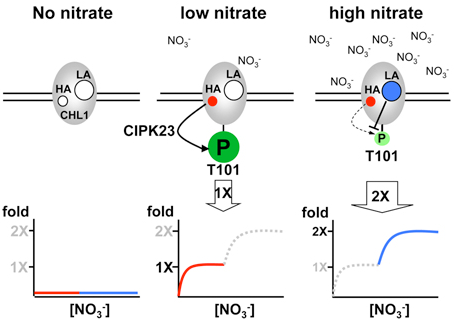 No nitrate
low nitrate
high nitrate
NO₃⁻
NO₃⁻
NO₃⁻
NO₃⁻
NO₃⁻
NO₃⁻
NO₃⁻
LA
HA
CHL1
LA
HA
LA
HA
CIPK23
P
T101
P
T101
1X
2X
fold
2X
1X
[NO₃⁻]
fold
2X
1X
[NO₃⁻]
fold
2X
1X
[NO₃⁻]